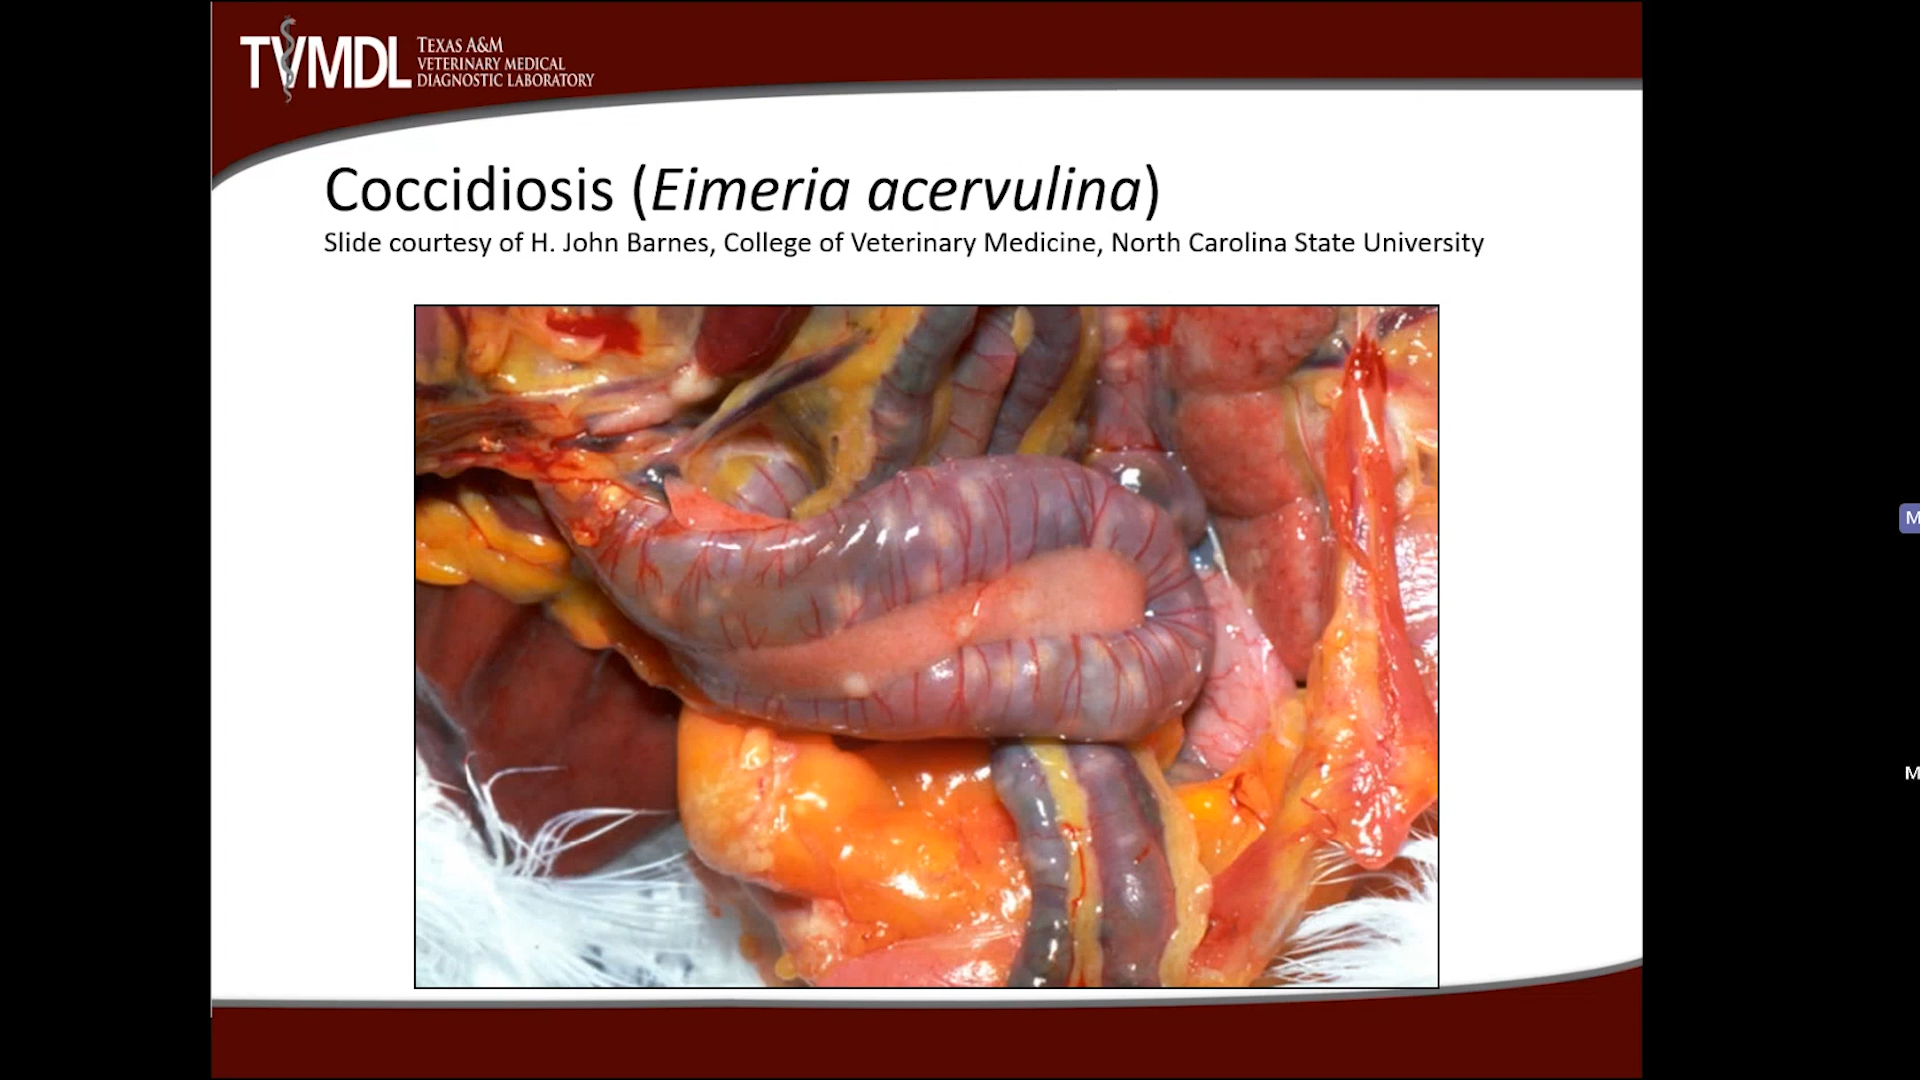 TVMDL
TEXAS A&M
VETERINARY MEDICAL
DIAGNOSTIC LABORATORY
Coccidiosis (Eimeria acervulina)
Slide courtesy of H. John Barnes, College of Veterinary Medicine, North Carolina State University
M
M